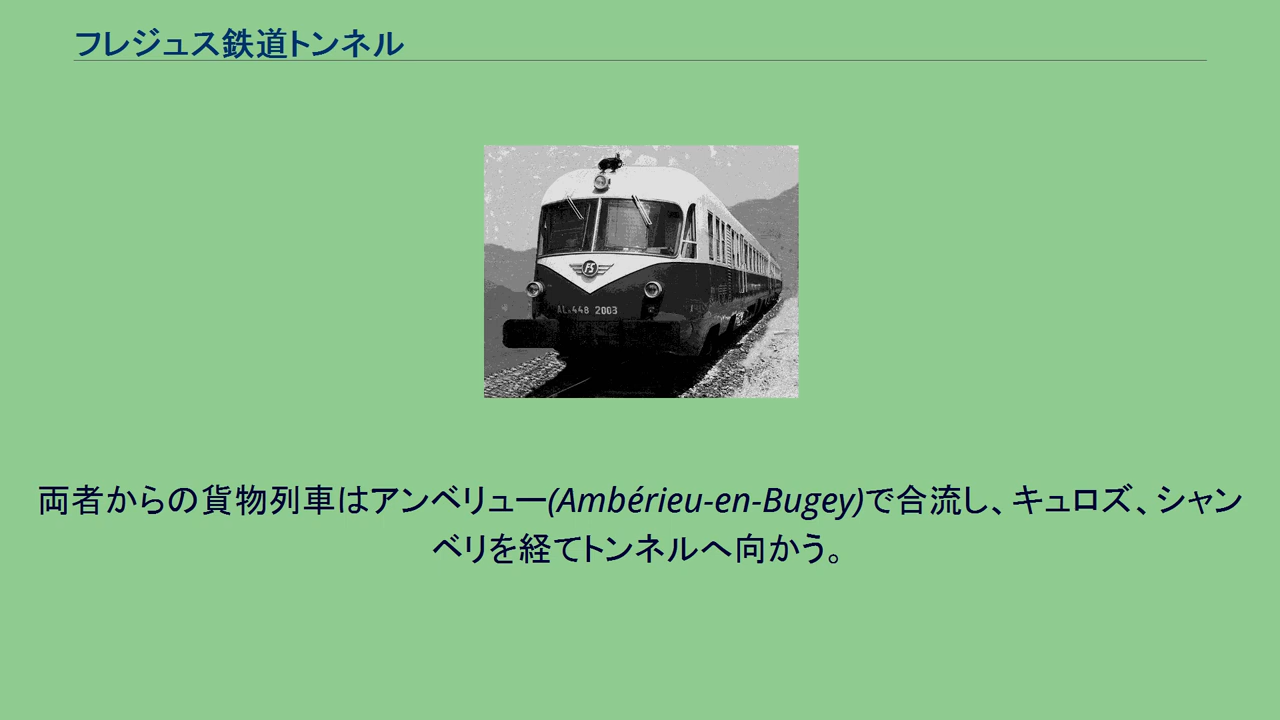 フレジュス鉄道トンネル
FS
ALn448 2003
両者からの貨物列車はアンベリュー(Ambérieu-en-Bugey)で合流し、キュロズ、シャン
ベリを経てトンネルへ向かう。